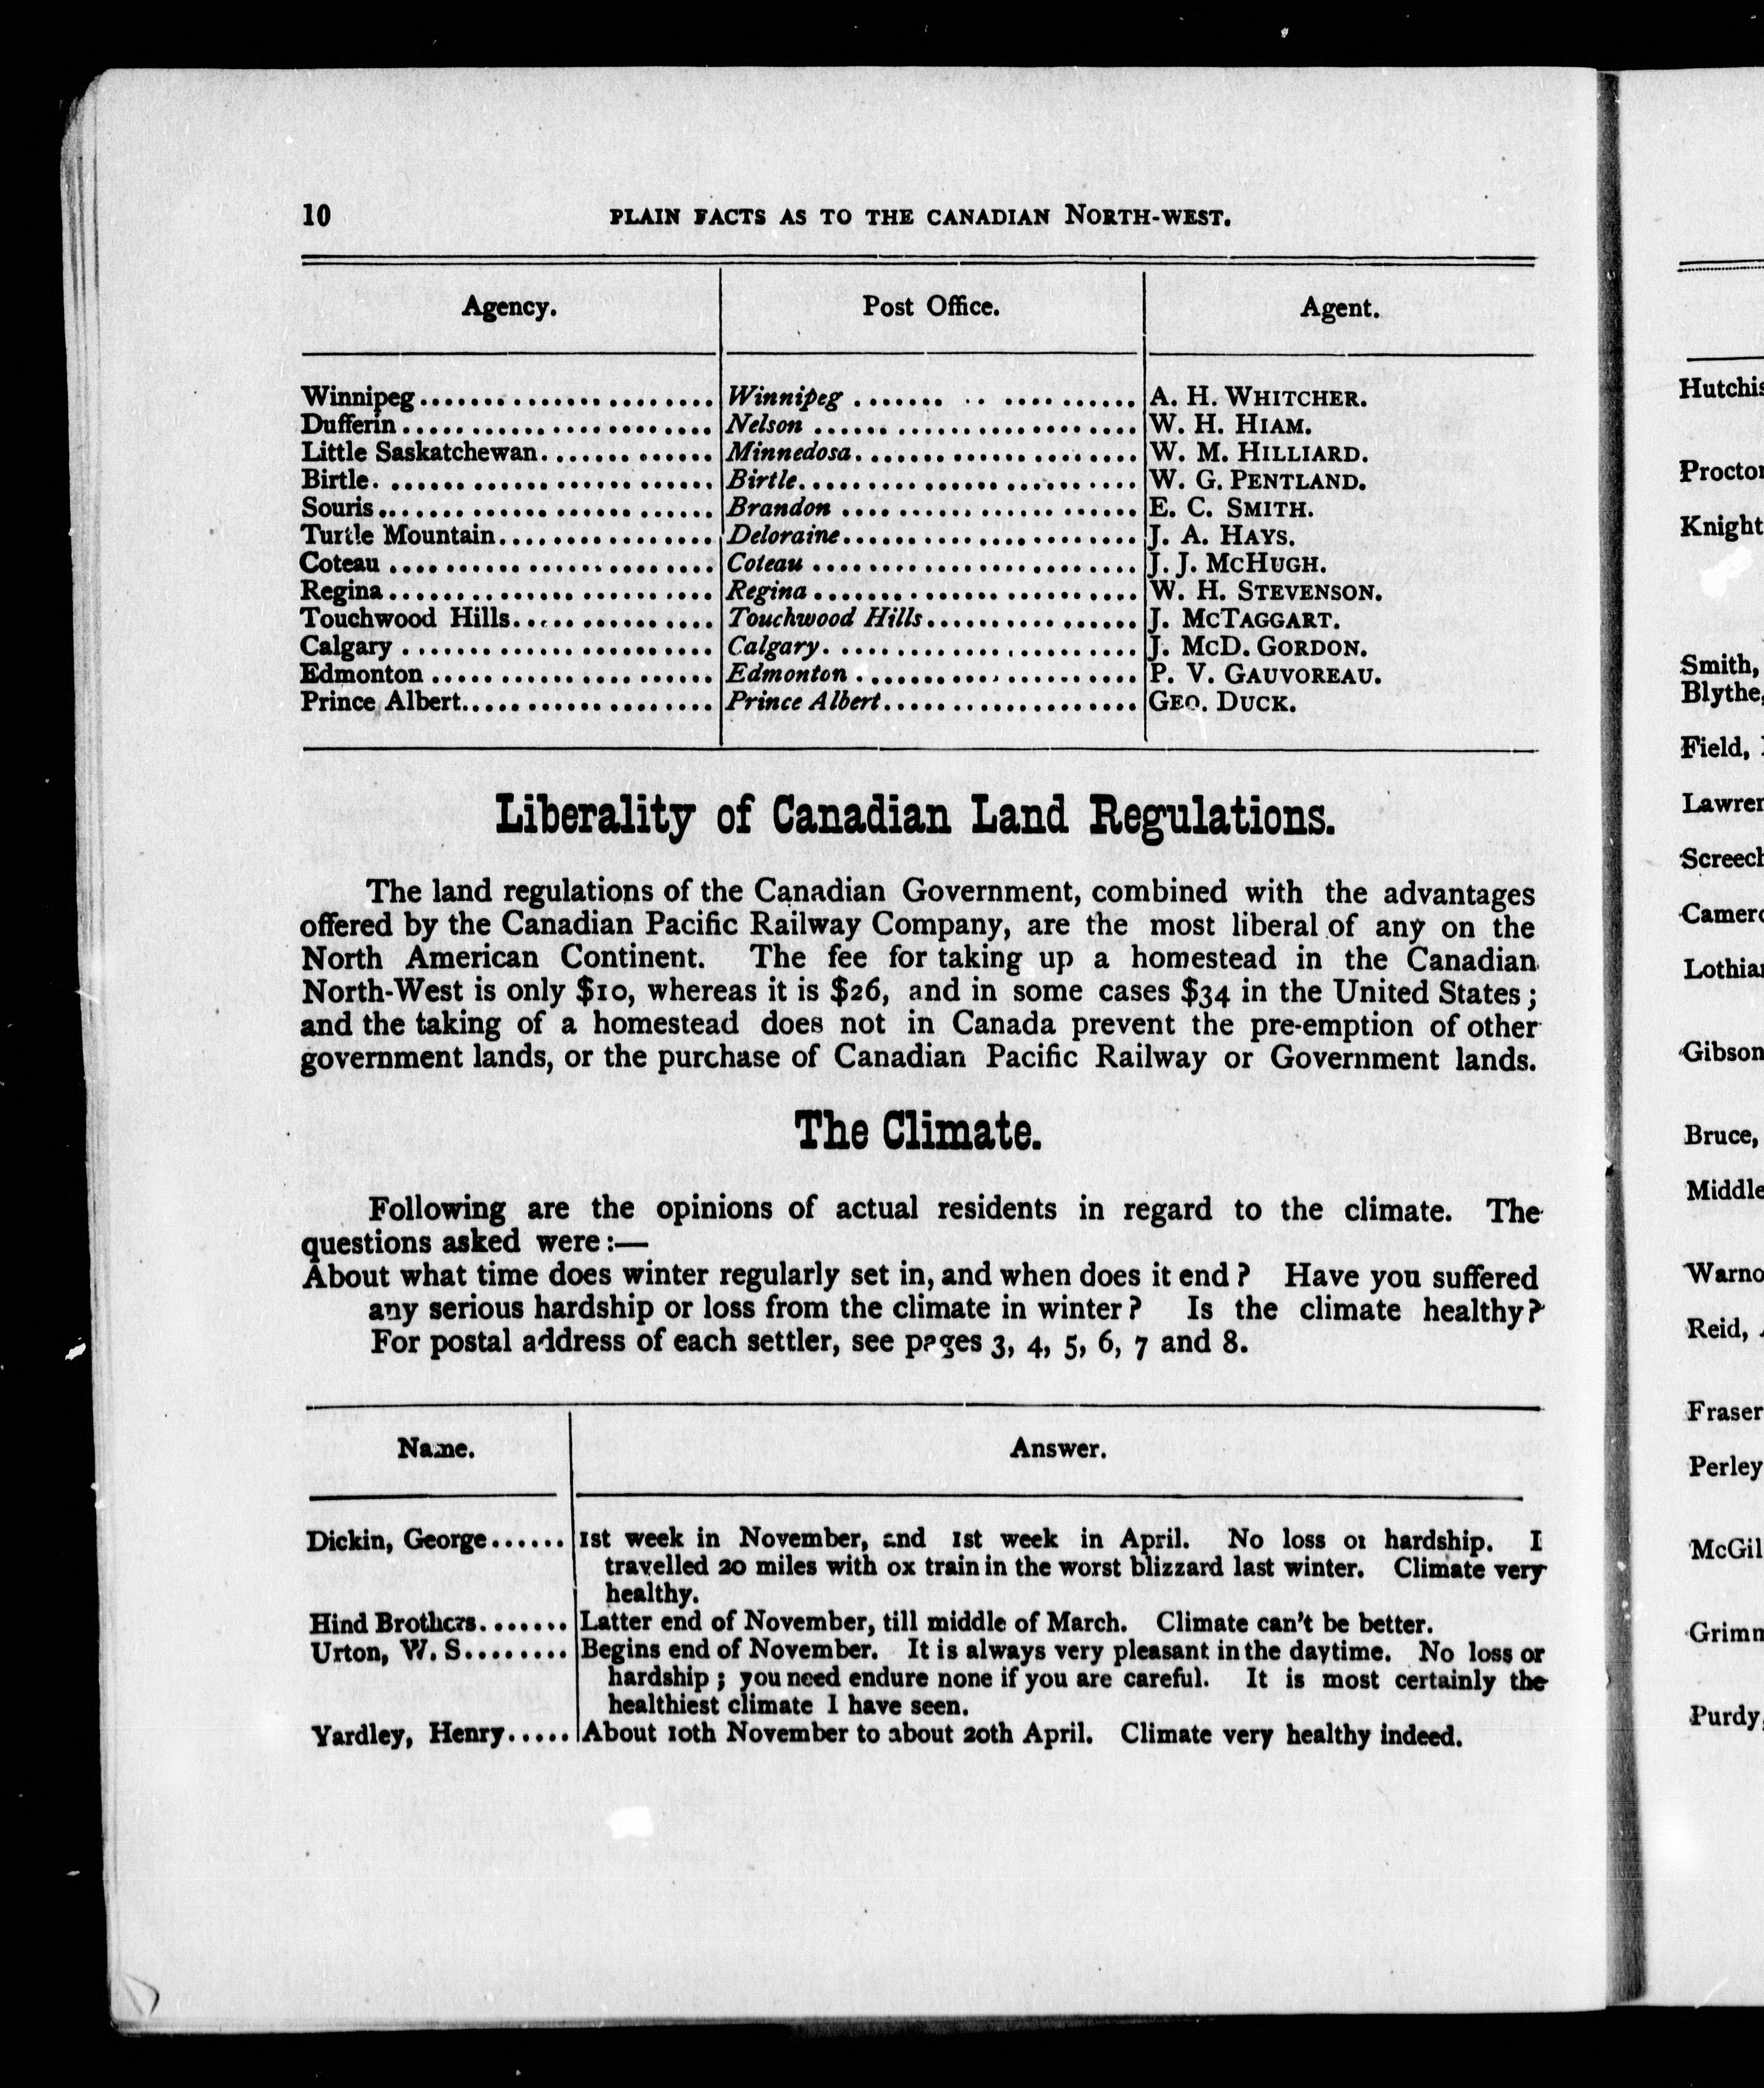 10 PLAIN FACTS AS TO THE CANADIAN NORTH-WEST.
Agency. Post Office. Agent.
Winnipeg........................ Winnipeg ....... .. .... ...... A. H. WHITCHER.
Dufferin........................ Nelson ........................ W. H. HIAM.
Little Saskatchewan............. Minnedosa..................... W. M. HILLIARD.
Birtle. ........................ Birtle......................... W. G. PENTLAND.
Souris.......................... Brandon ...................... E. C. SMITH.
Turtle Mountain................ Deloraine...................... J. A. HAYS.
Coteau ........................ Coteau ........................ J. J. MCHUGH.
Regina......................... Regina ........................ W. H. STEVENSON.
Touchwood Hills............... Touchwood Hills................ J. MCTAGGART.
Calgary ....................... Calgary. ....................... J. MCD. GORDON.
Edmonton ..................... Edmonton ..................... P. V. GAUVOREAU.
Prince Albert................... Prince Albert................... GEO. DUCK.
Liberality of Canadian Land Regulations.
The land regulations of the Canadian Government, combined with the advantages
offered by the Canadian Pacific Railway Company, are the most liberal of any on the
North American Continent. The fee for taking up a homestead in the Canadian
North-West is only $10, whereas it is $26, and in some cases $34 in the United States;
and the taking of a homestead does not in Canada prevent the pre-emption of other
government lands, or the purchase of Canadian Pacific Railway or Government lands.
The Climate.
Following are the opinions of actual residents in regard to the climate. The
questions asked were:—
About what time does winter regularly set in, and when does it end? Have you suffered
any serious hardship or loss from the climate in winter? Is the climate healthy?
For postal address of each settler, see pages 3, 4, 5, 6, 7 and 8.
Name. Answer.
Dickin, George...... 1st week in November, and 1st week in April. No loss or hardship. I
travelled 20 miles with ox train in the worst blizzard last winter. Climate very
healthy.
Hind Brothers....... Latter end of November, till middle of March. Climate can't be better.
Urton, W. S......... Begins end of November. It is always very pleasant in the daytime. No loss or
hardship; you need endure none if you are careful. It is most certainly the
healthiest climate I have seen.
Yardley, Henry..... About 10th November to about 20th April. Climate very healthy indeed.
Hutchis
Proctor
Knight
Smith,
Blythe,
Field,
Lawren
Screech
Camero
Lothian
Gibson
Bruce,
Middle
Warno
Reid,
Fraser
Perley
McGil
Grimm
Purdy,